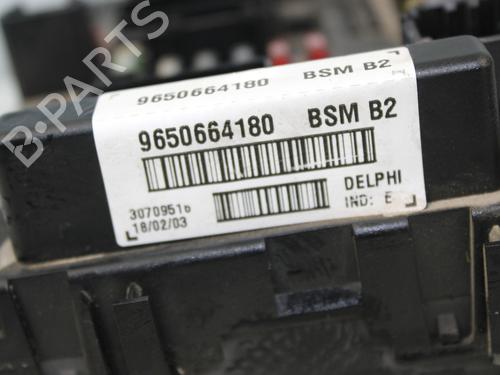 9650664180 BSM B2
9650664180 BSM B2
3070951b
18/02/03
DELPHI
IND: E
B-PARTS